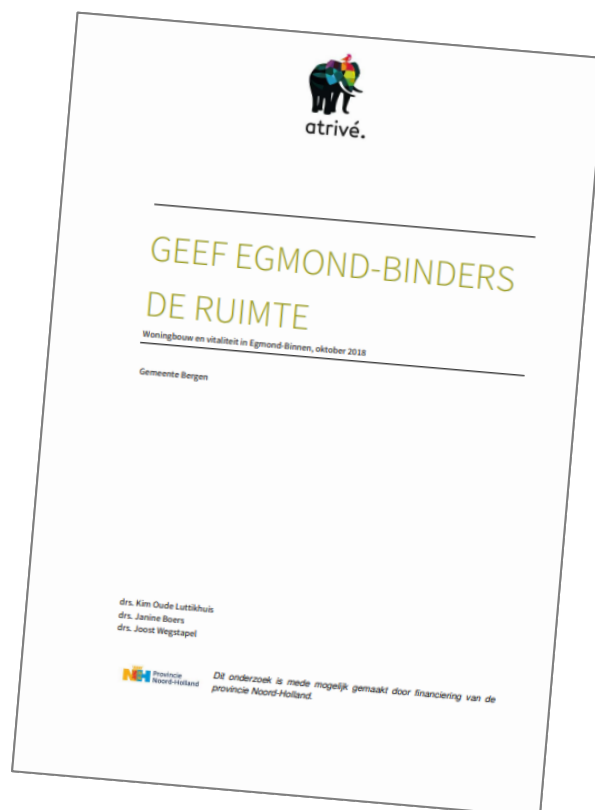 atrivé.
GEEF EGMOND-BINDERS
DE RUIMTE
Woningbouw en vitaliteit in Egmond-Binnen, oktober 2018
Gemeente Bergen
drs. Kim Oude Luttikhuis
drs. Janine Boers
drs. Joost Wegstapel
NH Provincie
Noord-Holland
Dit onderzoek is mede mogelijk gemaakt door financiering van de
provincie Noord-Holland.